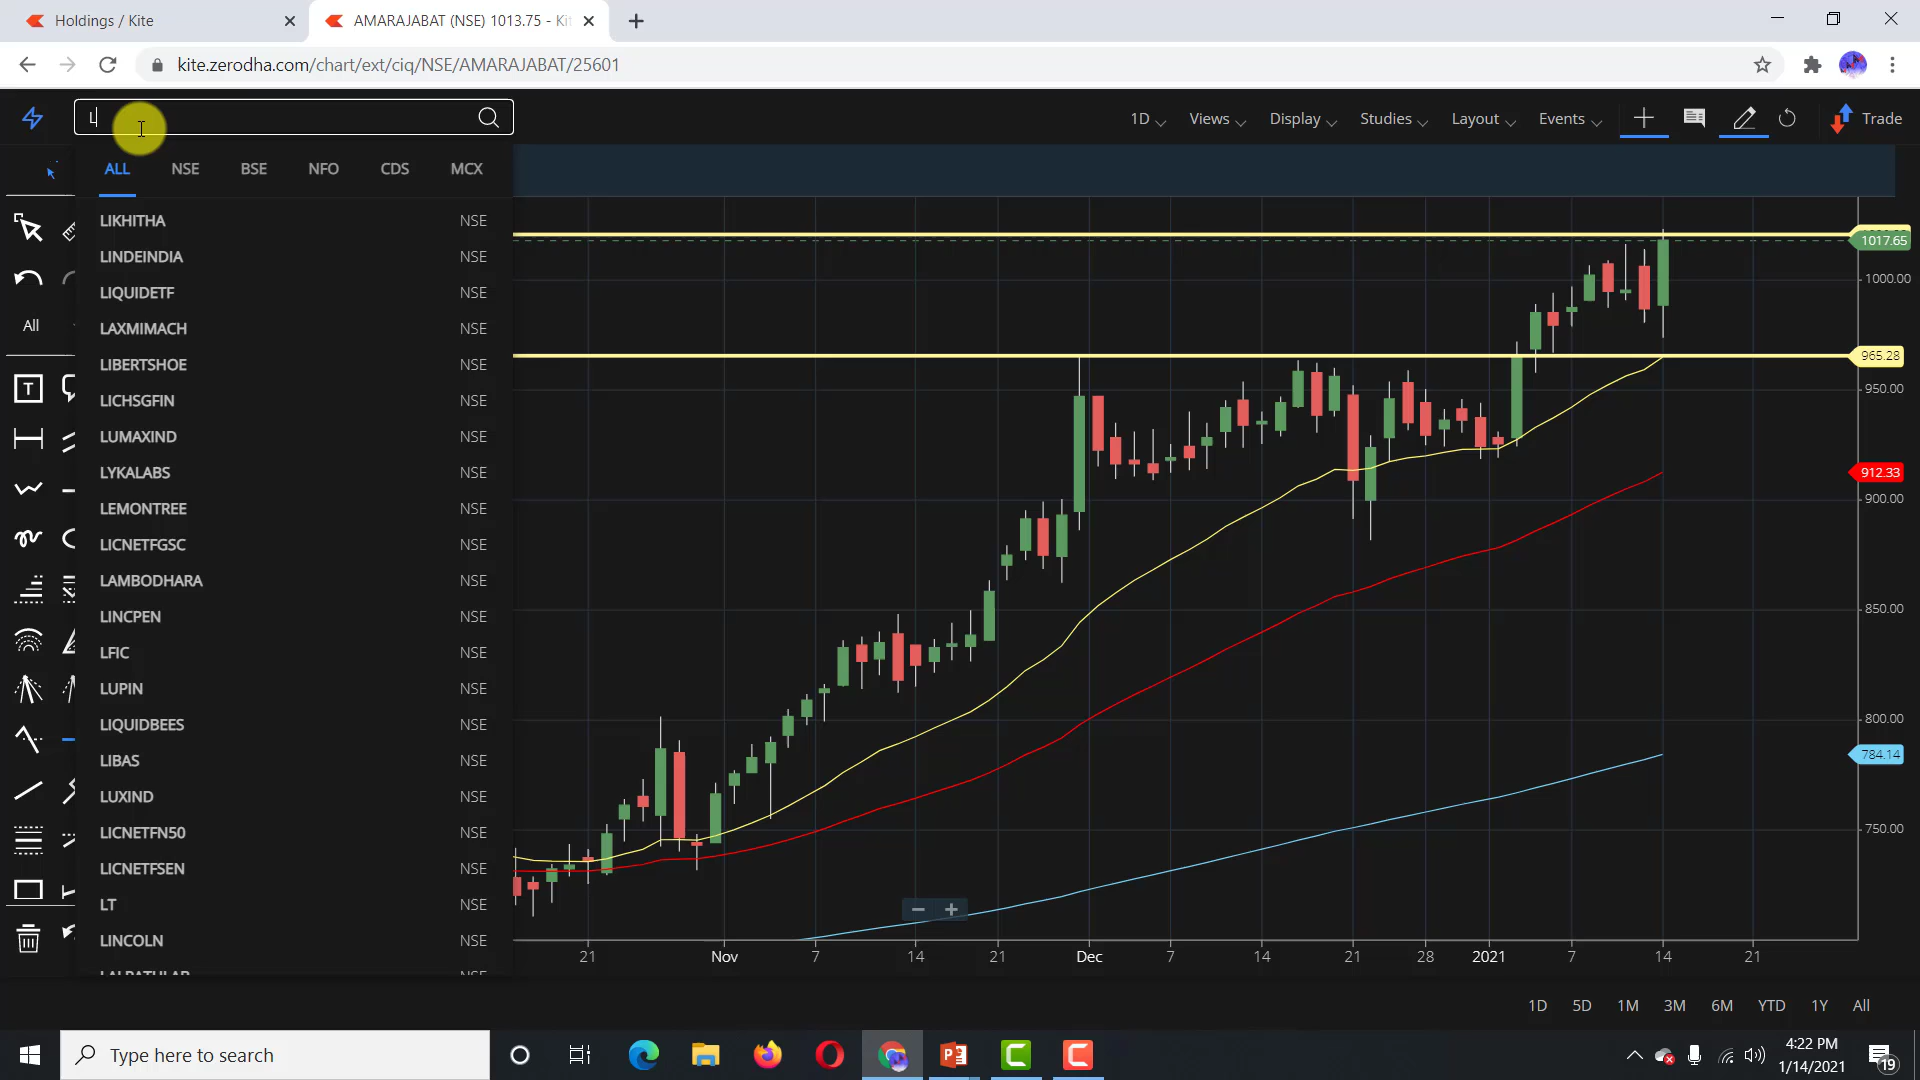 Holdings / Kite
AMARAJABAT (NSE) 1013.75 - Ki
kite.zerodha.com/chart/ext/ciq/NSE/AMARAJABAT/25601
L
1D Views Display Studies Layout Events Trade
ALL NSE BSE NFO CDS MCX
LIKHITHA NSE
LINDEINDIA NSE
LIQUIDETF NSE
LAXMIMACH NSE
LIBERTSHOE NSE
LICHSGFIN NSE
LUMAXIND NSE
LYKALABS NSE
LEMONTREE NSE
LICNETFGSC NSE
LAMBODHARA NSE
LINCPEN NSE
LFIC NSE
LUPIN NSE
LIQUIDBEES NSE
LIBAS NSE
LUXIND NSE
LICNETFN50 NSE
LICNETFSEN NSE
LT NSE
LINCOLN NSE
All
T
1017.65
1000.00
965.28
950.00
912.33
900.00
850.00
800.00
784.14
750.00
21 Nov 7 14 21 Dec 7 14 21 28 2021 7 14 21
1D 5D 1M 3M 6M YTD 1Y All
Type here to search
4:22 PM
1/14/2021
19